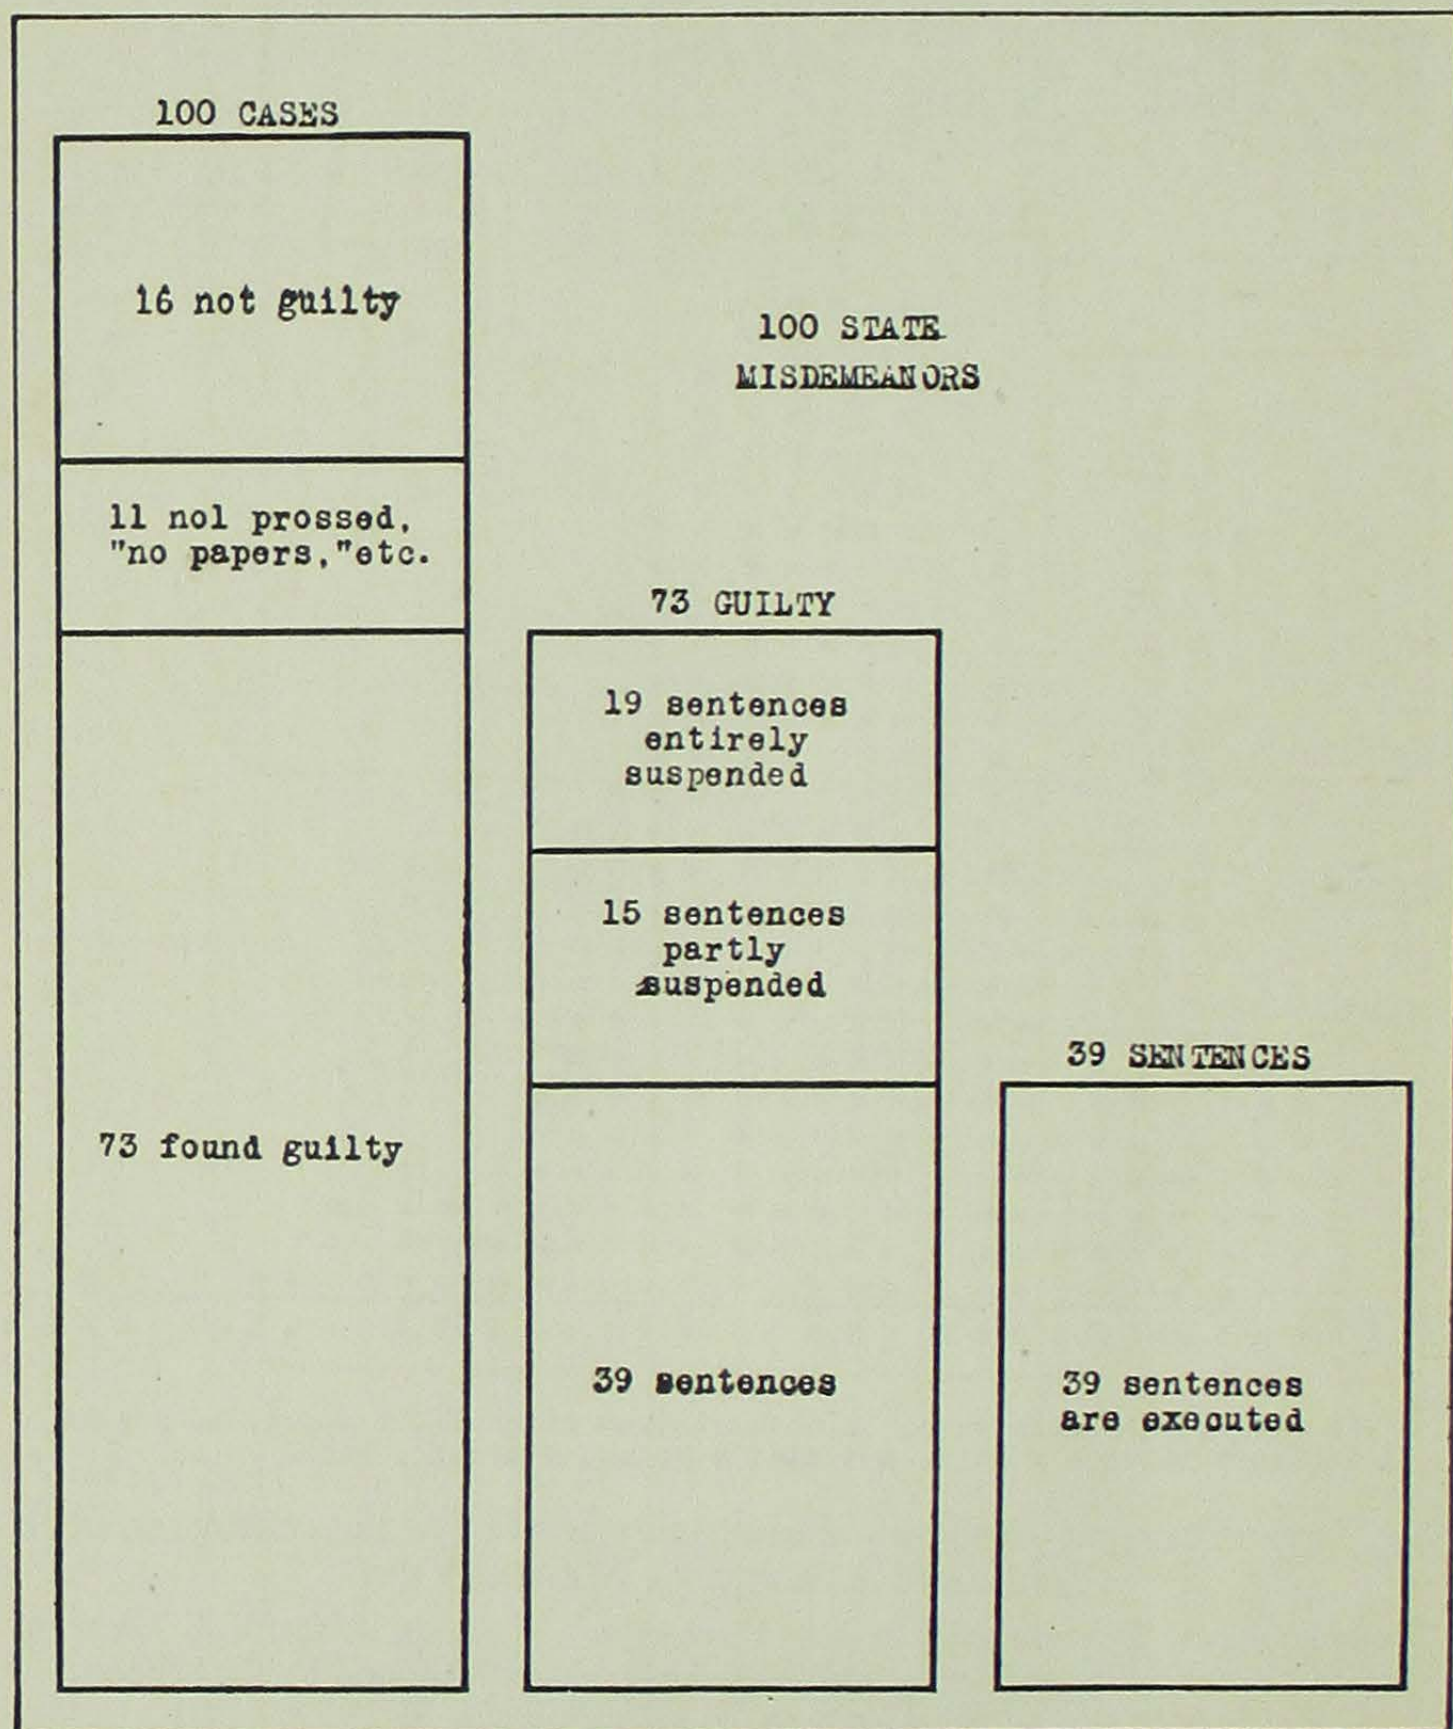 100 CASES
16 not guilty
11 nol prossed,
"no papers,"etc.
73 found guilty
100 STATE
MISDEMEANORS
73 GUILTY
19 sentences
entirely
suspended
15 sentences
partly
suspended
39 sentences
39 SENTENCES
39 sentences
are executed